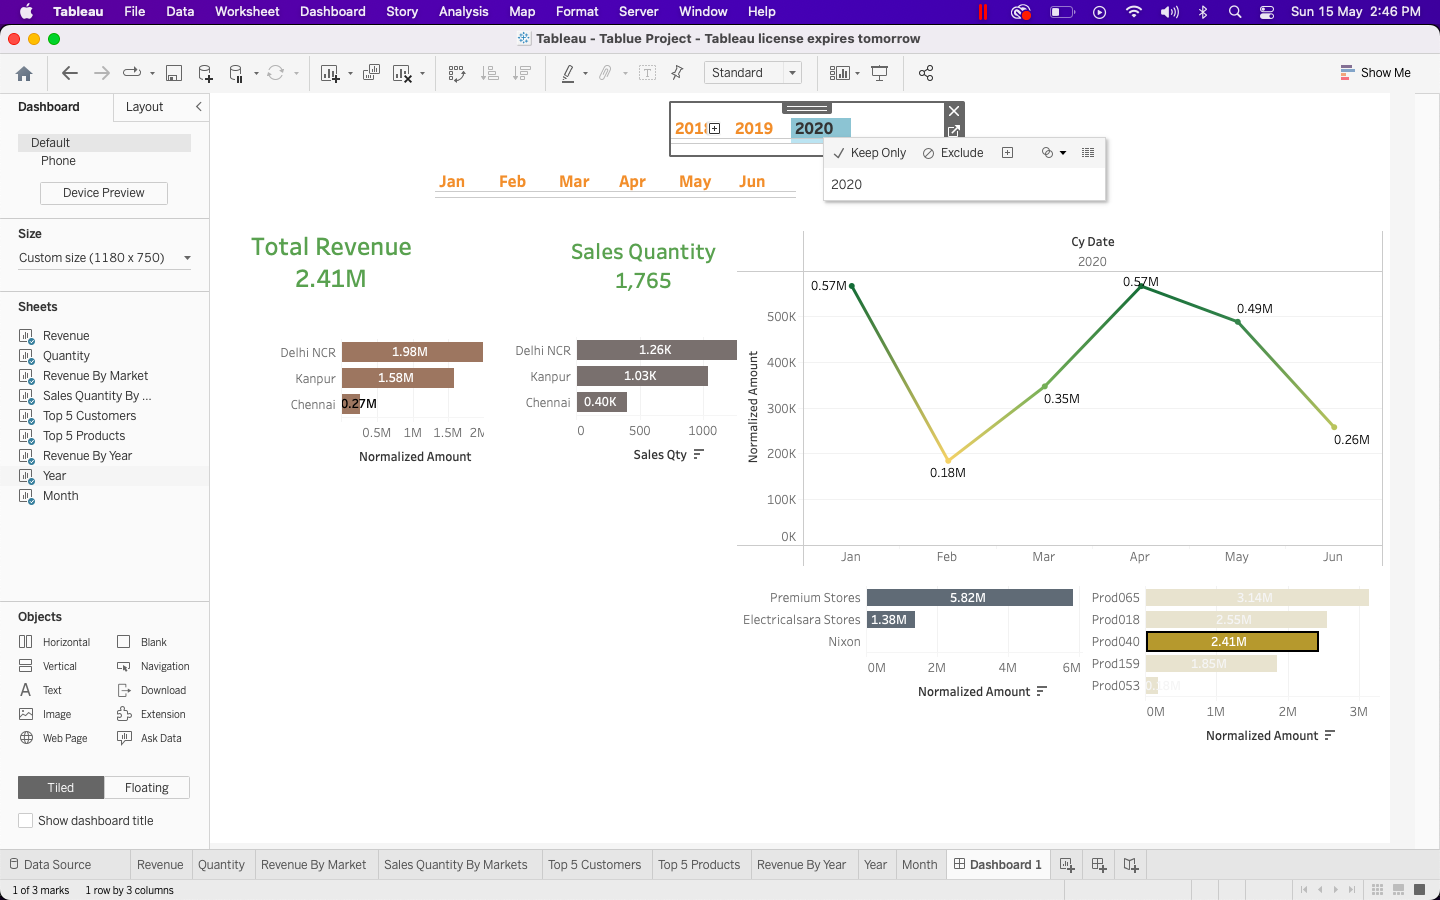 Tableau File Data Worksheet Dashboard Story Analysis Map Format Server Window Help Sun 15 May 2:46 PM
Tableau - Tablue Project - Tableau license expires tomorrow
Standard
Show Me
Dashboard Layout
Default
Phone
Device Preview
Size
Custom size (1180 x 750)
Sheets
Revenue
Quantity
Revenue By Market
Sales Quantity By ...
Top 5 Customers
Top 5 Products
Revenue By Year
Year
Month
Objects
Horizontal Blank
Vertical Navigation
Text Download
Image Extension
Web Page Ask Data
Tiled Floating
Show dashboard title
2018 2019 2020
Keep Only Exclude
2020
Jan Feb Mar Apr May Jun
Total Revenue
2.41M
Sales Quantity
1,765
Delhi NCR 1.98M
Kanpur 1.58M
Chennai 0.27M
0.5M 1M 1.5M 2M
Normalized Amount
Delhi NCR 1.26K
Kanpur 1.03K
Chennai 0.40K
0 500 1000
Sales Qty
Cy Date
2020
Normalized Amount
500K
400K
300K
200K
100K
0K
0.57M
0.18M
0.35M
0.57M
0.49M
0.26M
Jan Feb Mar Apr May Jun
Premium Stores 5.82M
Electricalsara Stores 1.38M
Nixon
0M 2M 4M 6M
Normalized Amount
Prod065 3.14M
Prod018 2.55M
Prod040 2.41M
Prod159 1.85M
Prod053
0M 1M 2M 3M
Normalized Amount
Data Source Revenue Quantity Revenue By Market Sales Quantity By Markets Top 5 Customers Top 5 Products Revenue By Year Year Month Dashboard 1
1 of 3 marks 1 row by 3 columns